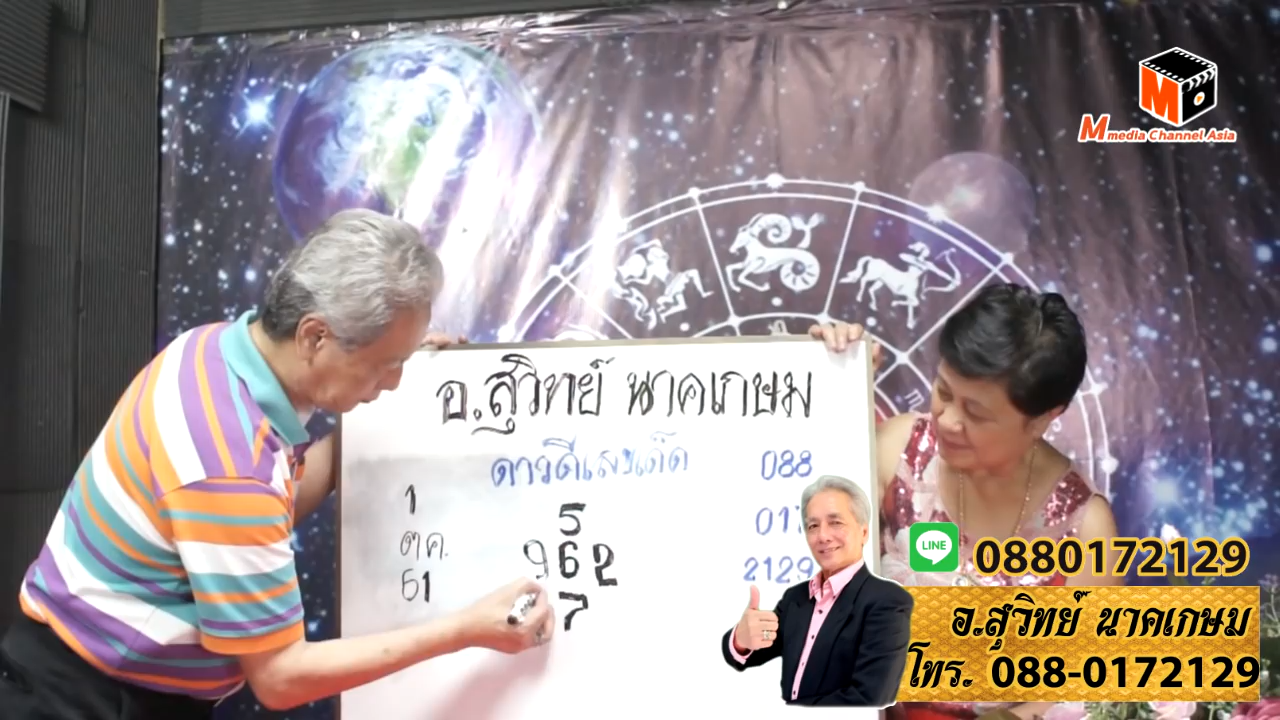 M
Mmedia Channel Asia
อ.สุวิทย์ นาคเกษม
ดาวดีเลขเด็ด
088
1
5
017
ตค.
962
61
2129
7
LINE
0880172129
อ.สุวิทย์ นาคเกษม
โทร. 088-0172129